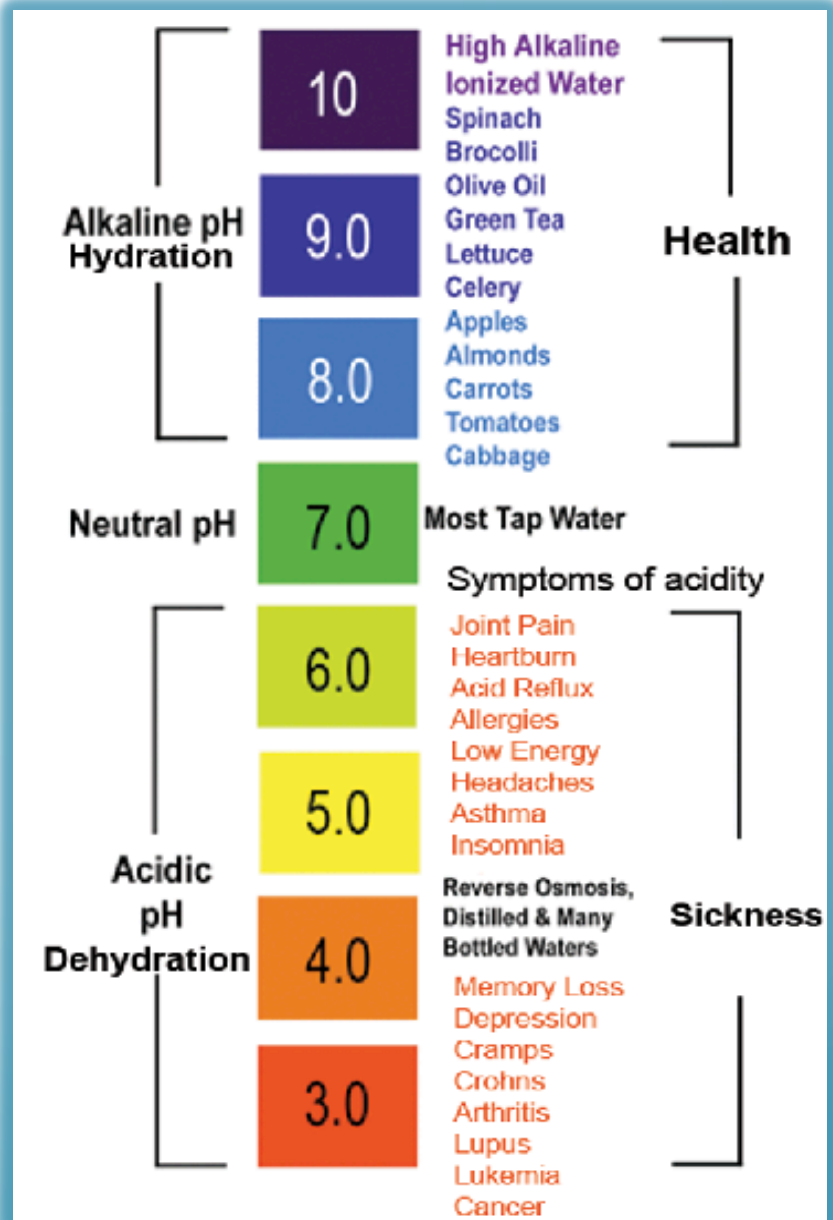 10
High Alkaline
Ionized Water
Spinach
Brocolli
Olive Oil
Alkaline pH
Hydration
9.0
Green Tea
Lettuce
Celery
Health
8.0
Apples
Almonds
Carrots
Tomatoes
Cabbage
Neutral pH
7.0
Most Tap Water
Symptoms of acidity
6.0
Joint Pain
Heartburn
Acid Reflux
Allergies
Low Energy
Headaches
Asthma
Insomnia
5.0
Acidic
pH
Dehydration
Reverse Osmosis,
Distilled & Many
Bottled Waters
Sickness
4.0
Memory Loss
Depression
Cramps
Crohns
Arthritis
Lupus
Lukemia
Cancer
3.0